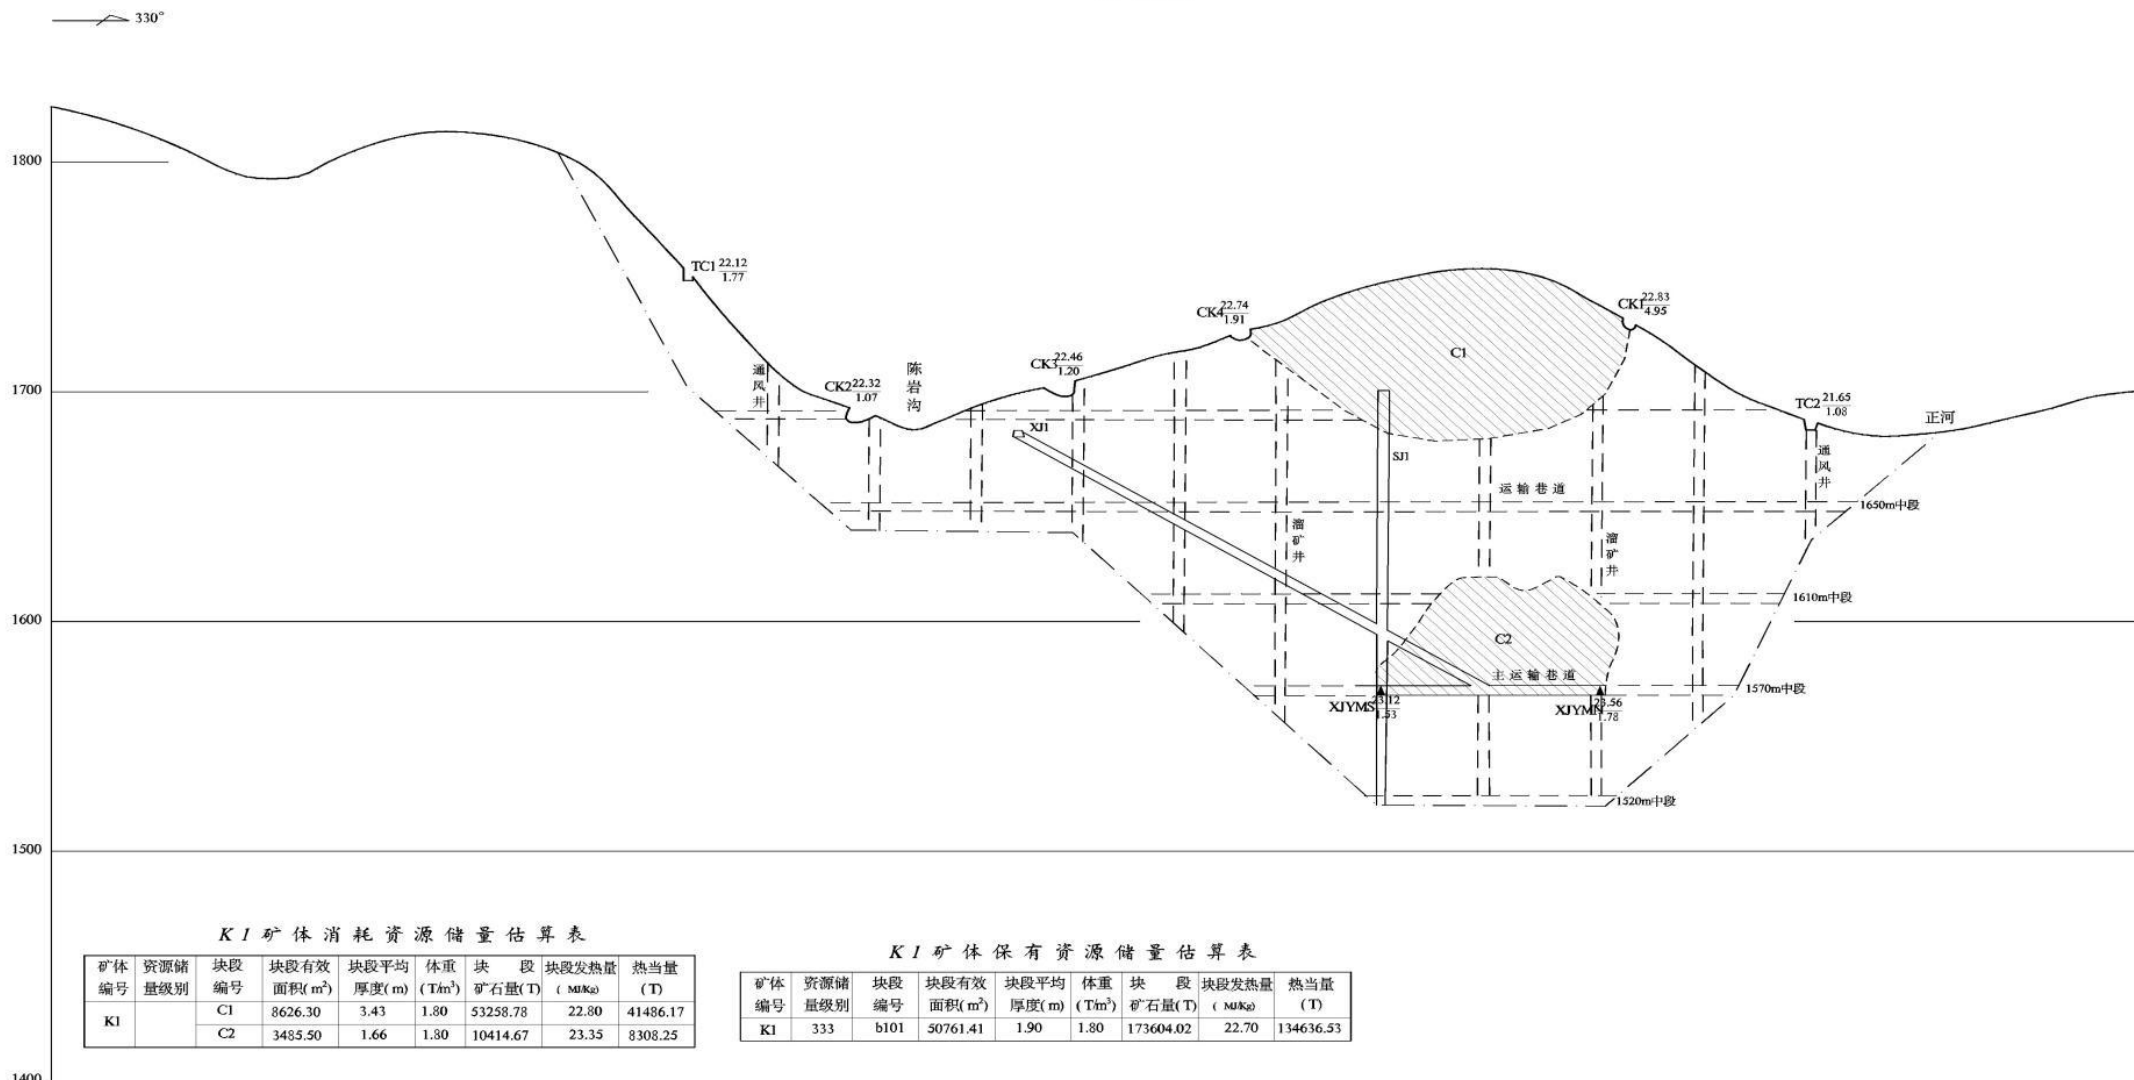 330°
1800
TC1 22.12
1.77
CK1 22.83
4.95
CK4 22.74
1.91
C1
CK3 22.46
1.20
陈岩沟
通风井
CK2 22.32
1.07
1700
TC2 21.65
1.08
正河
XJ1
SJ1
通风井
运输巷道
1650m中段
溜矿井
溜矿井
1610m中段
1600
C2
主运输巷道
1570m中段
XJYMS 23.12
1.53
XJYMN 23.56
1.78
1520m中段
1500
K1矿体消耗资源储量估算表
矿体编号 资源储量级别 块段编号 块段有效面积(m²) 块段平均厚度(m) 体重(T/m³) 块段矿石量(T) 块段发热量(MJ/Kg) 热当量(T)
K1 C1 8626.30 3.43 1.80 53258.78 22.80 41486.17
C2 3485.50 1.66 1.80 10414.67 23.35 8308.25
K1矿体保有资源储量估算表
矿体编号 资源储量级别 块段编号 块段有效面积(m²) 块段平均厚度(m) 体重(T/m³) 块段矿石量(T) 块段发热量(MJ/Kg) 热当量(T)
K1 333 b101 50761.41 1.90 1.80 173604.02 22.70 134636.53
1400